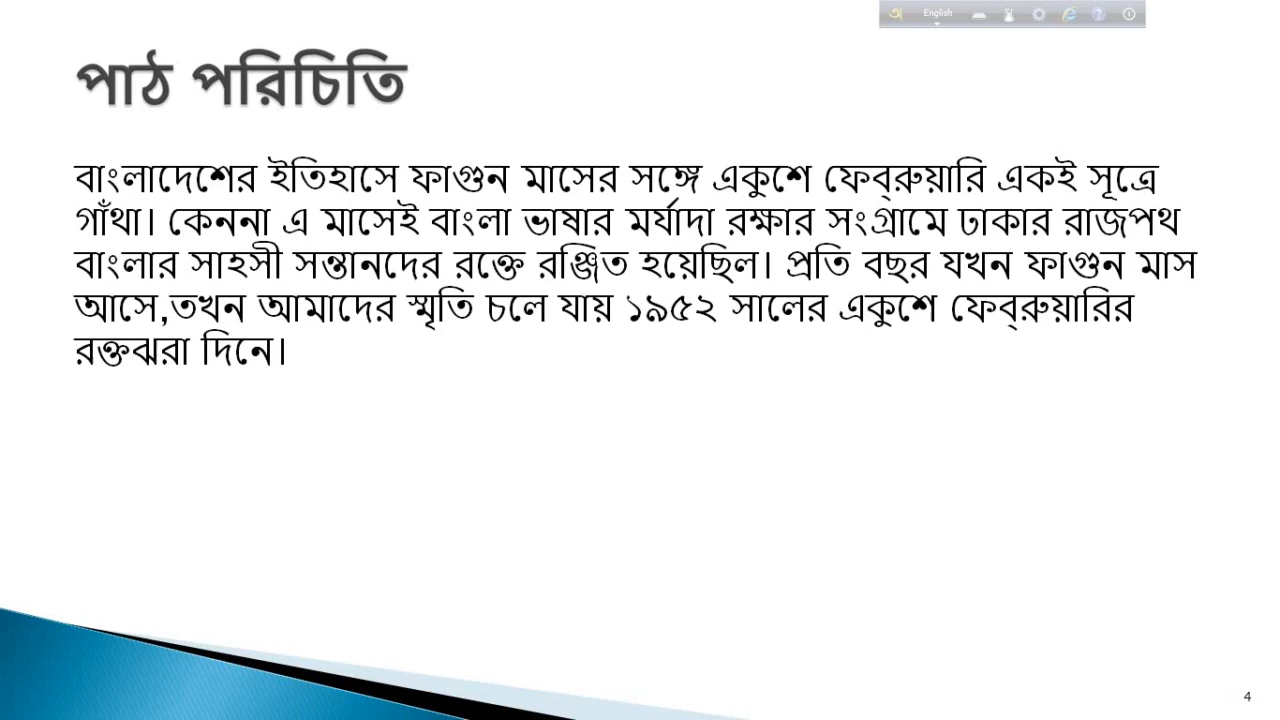 English
পাঠ পরিচিতি
বাংলাদেশের ইতিহাসে ফাগুন মাসের সঙ্গে একুশে ফেব্রুয়ারি একই সূত্রে
গাঁথা। কেননা এ মাসেই বাংলা ভাষার মর্যাদা রক্ষার সংগ্রামে ঢাকার রাজপথ
বাংলার সাহসী সন্তানদের রক্তে রঞ্জিত হয়েছিল। প্রতি বছর যখন ফাগুন মাস
আসে,তখন আমাদের স্মৃতি চলে যায় ১৯৫২ সালের একুশে ফেব্রুয়ারির
রক্তঝরা দিনে।
4